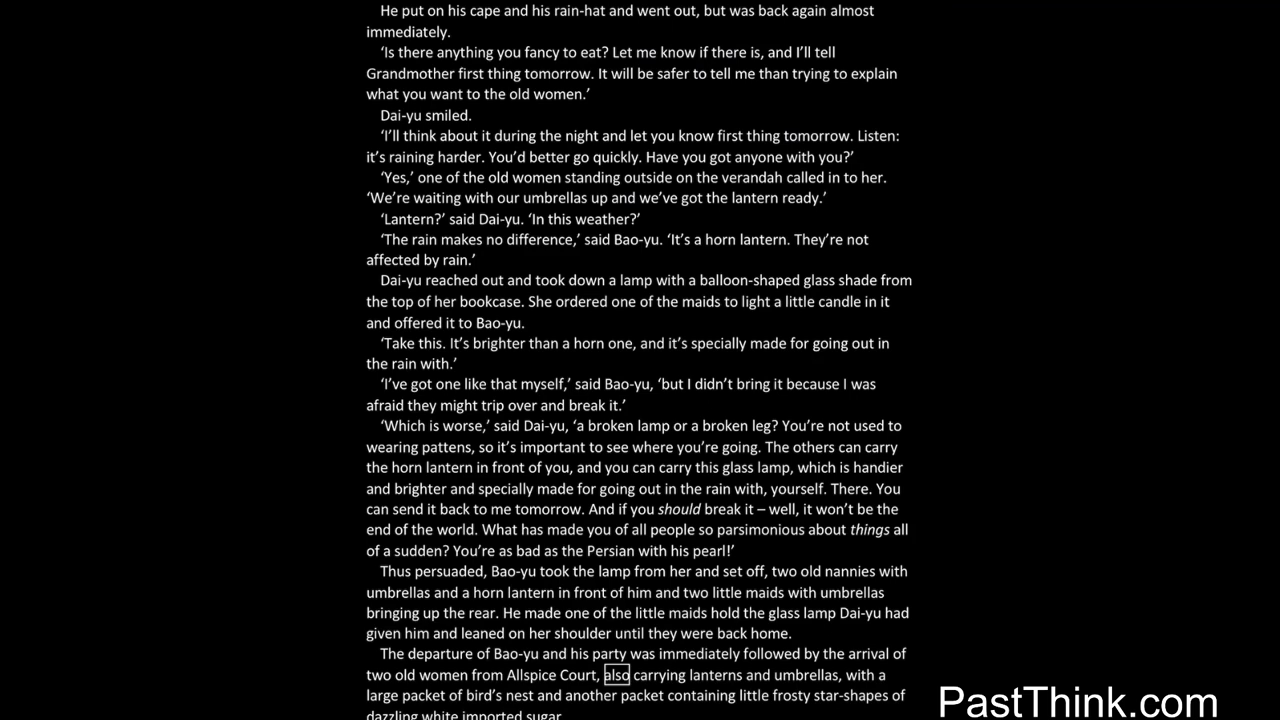 He put on his cape and his rain-hat and went out, but was back again almost
immediately.
‘Is there anything you fancy to eat? Let me know if there is, and I’ll tell
Grandmother first thing tomorrow. It will be safer to tell me than trying to explain
what you want to the old women.’
Dai-yu smiled.
‘I’ll think about it during the night and let you know first thing tomorrow. Listen:
it’s raining harder. You’d better go quickly. Have you got anyone with you?’
‘Yes,’ one of the old women standing outside on the verandah called in to her.
‘We’re waiting with our umbrellas up and we’ve got the lantern ready.’
‘Lantern?’ said Dai-yu. ‘In this weather?’
‘The rain makes no difference,’ said Bao-yu. ‘It’s a horn lantern. They’re not
affected by rain.’
Dai-yu reached out and took down a lamp with a balloon-shaped glass shade from
the top of her bookcase. She ordered one of the maids to light a little candle in it
and offered it to Bao-yu.
‘Take this. It’s brighter than a horn one, and it’s specially made for going out in
the rain with.’
‘I’ve got one like that myself,’ said Bao-yu, ‘but I didn’t bring it because I was
afraid they might trip over and break it.’
‘Which is worse,’ said Dai-yu, ‘a broken lamp or a broken leg? You’re not used to
wearing pattens, so it’s important to see where you’re going. The others can carry
the horn lantern in front of you, and you can carry this glass lamp, which is handier
and brighter and specially made for going out in the rain with, yourself. There. You
can send it back to me tomorrow. And if you should break it – well, it won’t be the
end of the world. What has made you of all people so parsimonious about things all
of a sudden? You’re as bad as the Persian with his pearl!’
Thus persuaded, Bao-yu took the lamp from her and set off, two old nannies with
umbrellas and a horn lantern in front of him and two little maids with umbrellas
bringing up the rear. He made one of the little maids hold the glass lamp Dai-yu had
given him and leaned on her shoulder until they were back home.
The departure of Bao-yu and his party was immediately followed by the arrival of
two old women from Allspice Court, also carrying lanterns and umbrellas, with a
large packet of bird’s nest and another packet containing little frosty star-shapes of
dazzling white imported sugar.
PastThink.com